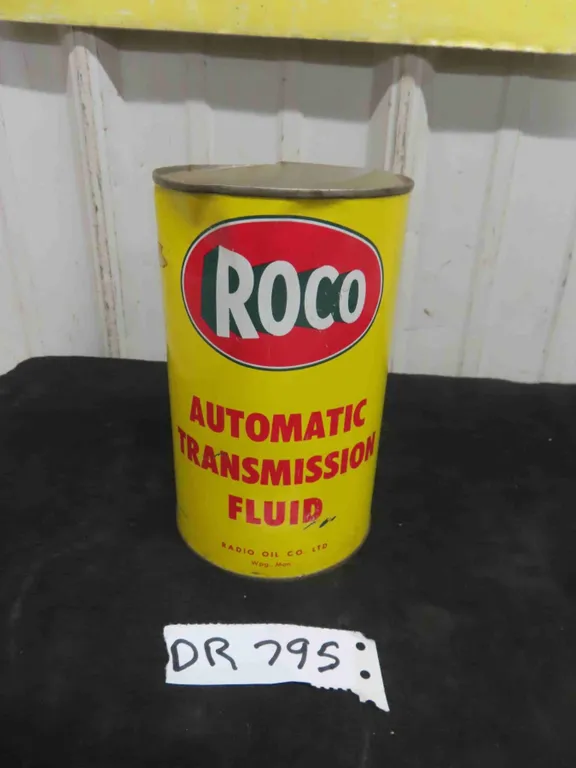 ROCO
AUTOMATIC
TRANSMISSION
FLUID
RADIO OIL CO. LTD
Wpg. Man.
DR 795